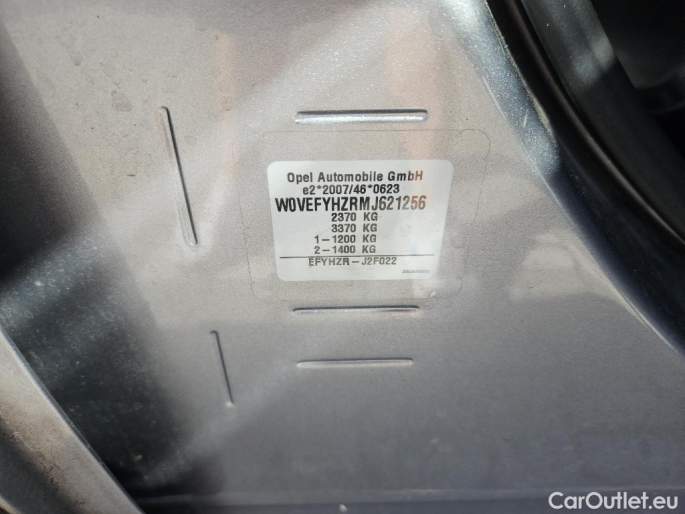 Opel Automobile GmbH
e2*2007/46*0623
W0VEFYHZRMJ621256
2370 KG
3370 KG
1-1200 KG
2-1400 KG
EFYHZR-J2F022
CarOutlet.eu